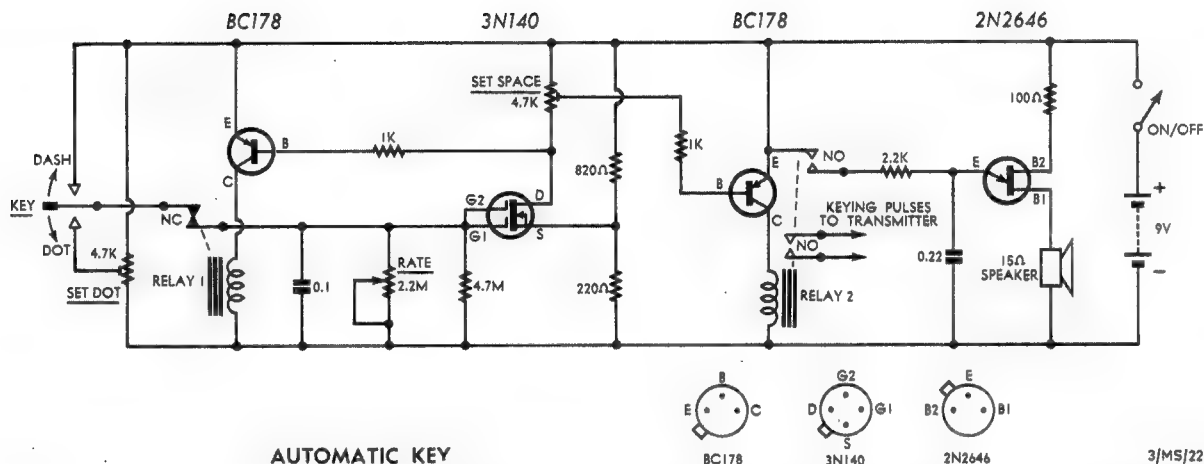 BC178 3N140 BC178 2N2646
SET SPACE
4.7K
100Ω
ON/OFF
E
B
C
1K
1K
820Ω
E
B
C
NO
2.2K
E
B2
B1
DASH
KEY
DOT
NC
G2
G1
D
S
KEYING PULSES
TO TRANSMITTER
NO
+
9V
−
4.7K
SET DOT
RELAY 1
0.1
RATE
2.2M
4.7M
220Ω
RELAY 2
0.22
15Ω
SPEAKER
B
E C
BC178
G2
D G1
S
3N140
E
B2 B1
2N2646
AUTOMATIC KEY
3/MS/22